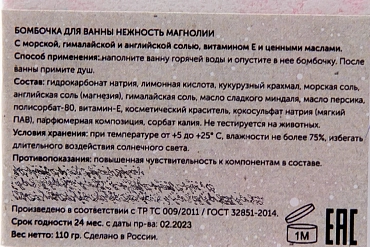 БОМБОЧКА ДЛЯ ВАННЫ НЕЖНОСТЬ МАГНОЛИИ
С морской, гималайской и английской солью, витамином Е и ценными маслами.
Способ применения: наполните ванну горячей воды и опустите в нее бомбочку. После
ванны примите душ.
Состав: гидрокарбонат натрия, лимонная кислота, кукурузный крахмал, морская соль,
английская соль (магнезия), гималайская соль, масло сладкого миндаля, масло персика,
полисорбат-80, витамин-Е, косметический краситель, кокосульфат натрия (мягкий
ПАВ), парфюмерная композиция, сорбат калия. Не тестируется на животных.
Условия хранения: при температуре от +5 до +25° С, влажности не более 75%, избегать
длительного воздействия солнечного света.
Противопоказания: повышенная чувствительность к компонентам в составе.
Произведено в соответствии с ТР ТС 009/2011 / ГОСТ 32851-2014.
Срок годности 24 мес. с даты пр-ва: 02.2023
Вес нетто: 110 гр. Сделано в России.
1M
EAC